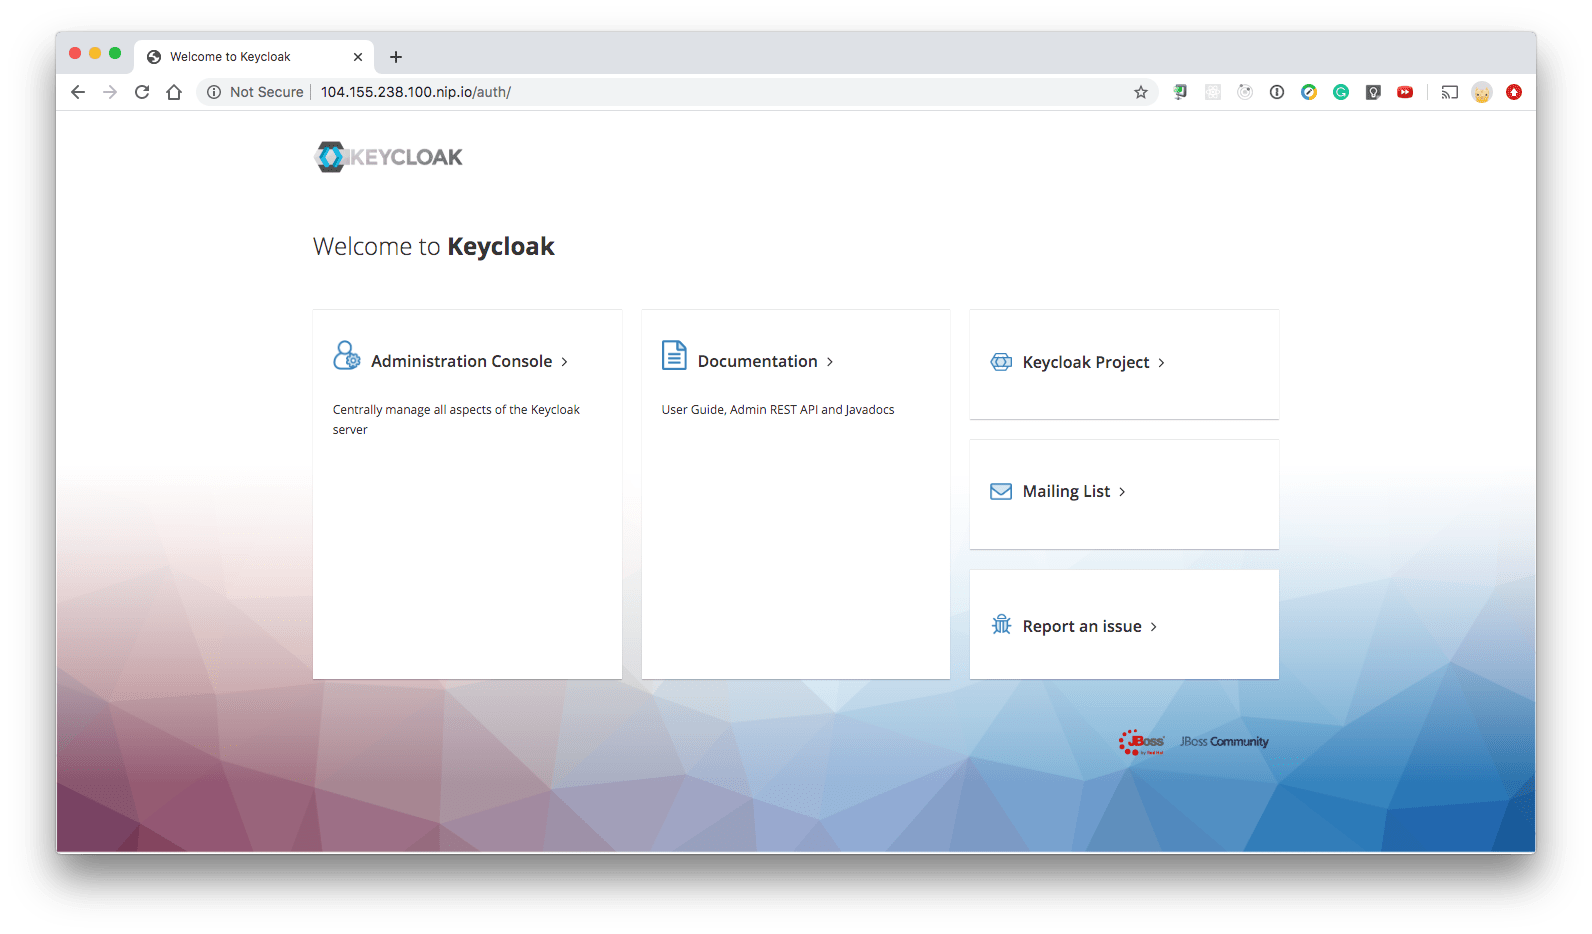 Welcome to Keycloak
Not Secure
104.155.238.100.nip.io/auth/
KEYCLOAK
Welcome to Keycloak
Administration Console
Centrally manage all aspects of the Keycloak
server
Documentation
User Guide, Admin REST API and Javadocs
Keycloak Project
Mailing List
Report an issue
JBoss
by Red Hat
JBoss Community